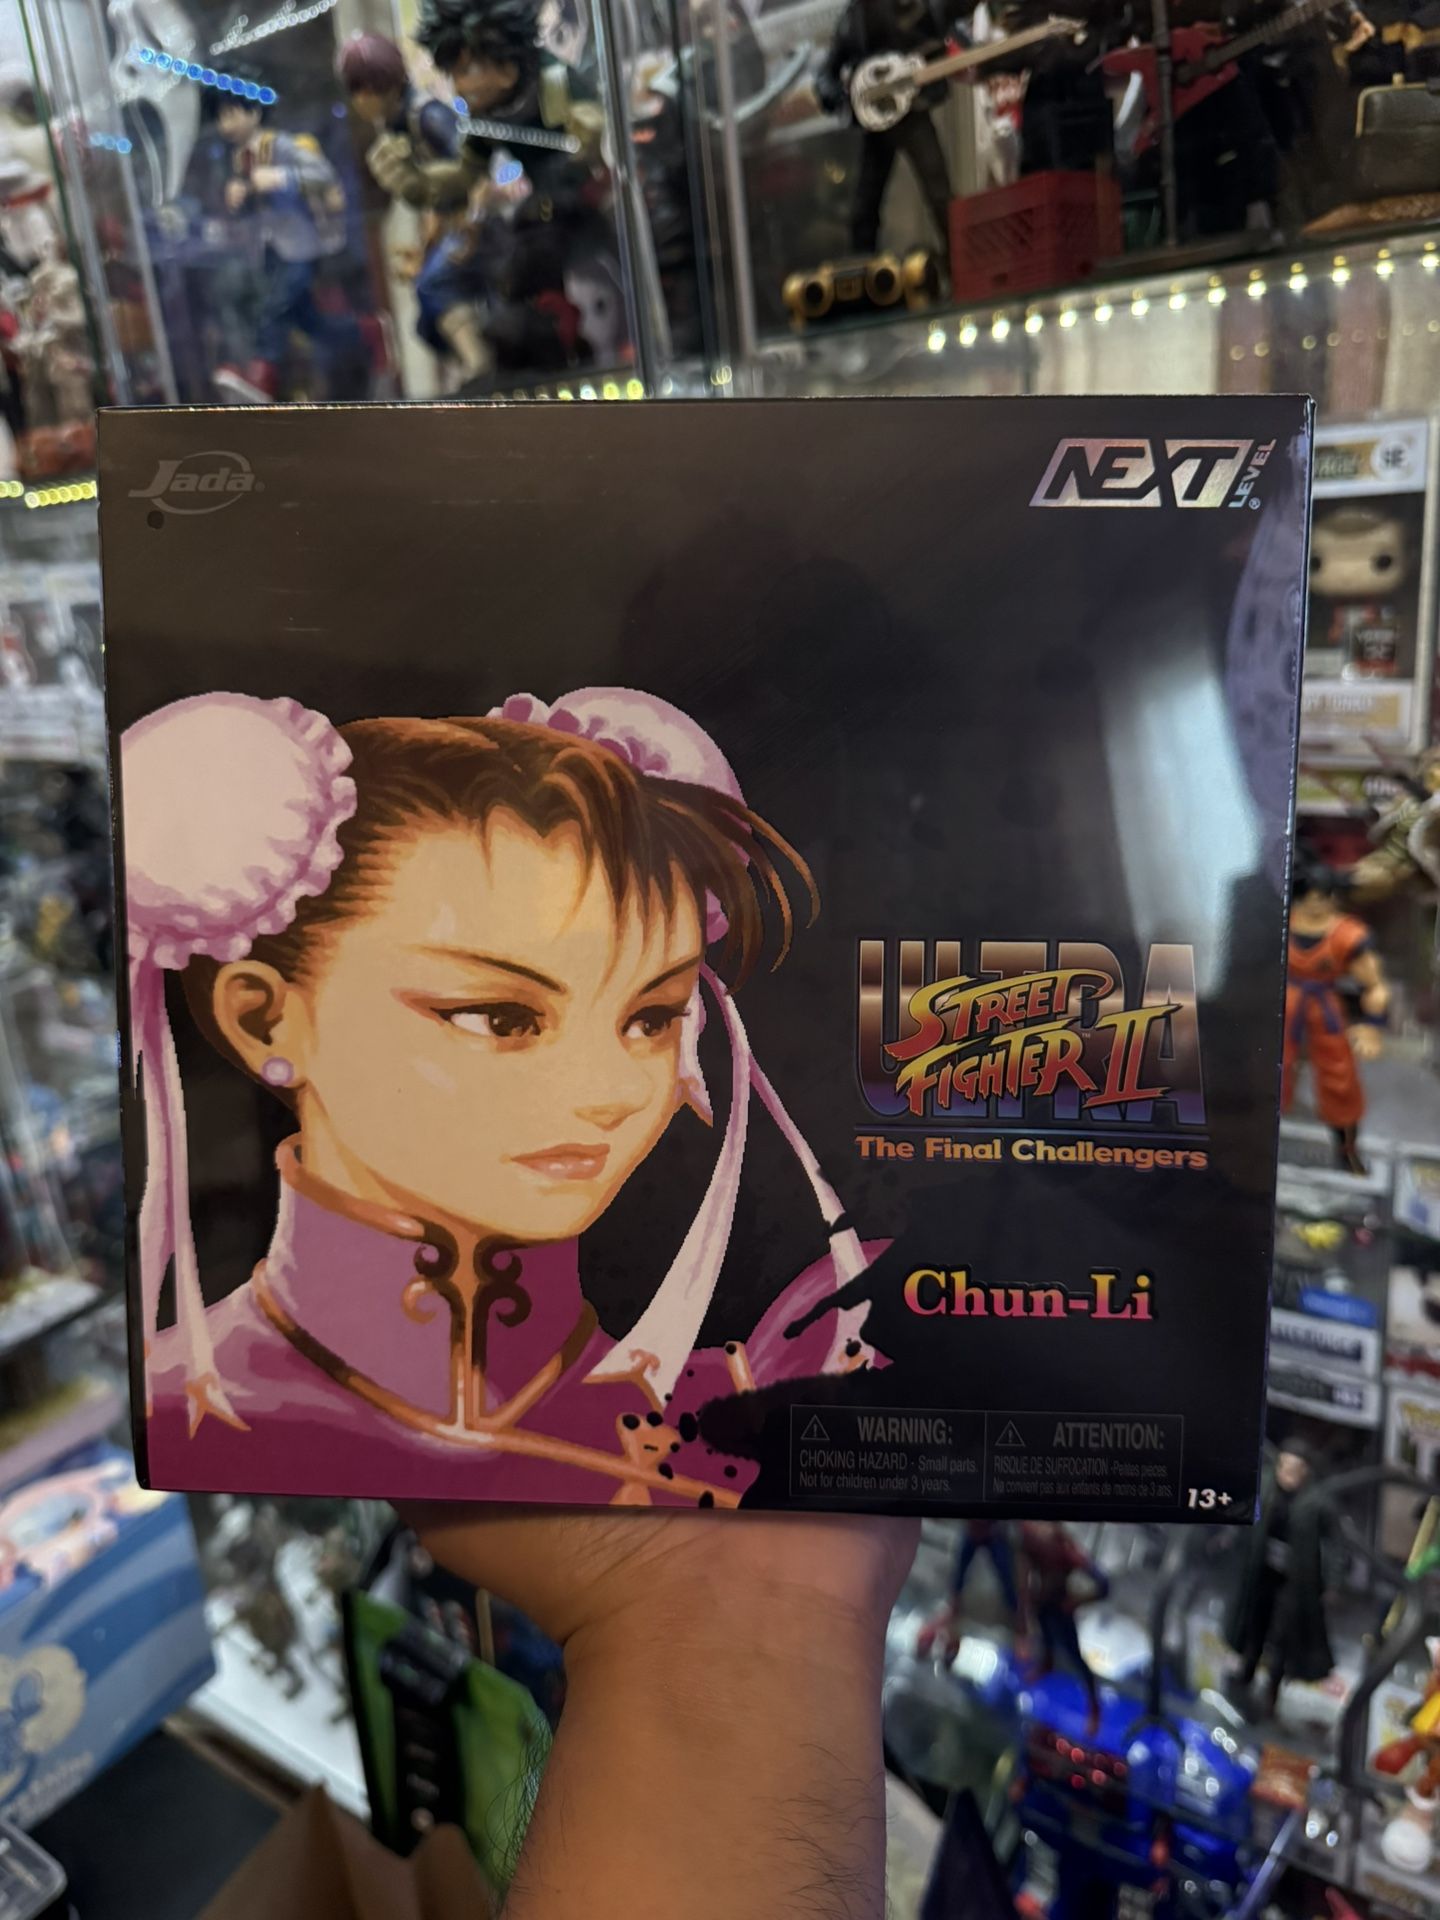 Jada®
NEXT
LEVEL®
ULTRA
STREET
FIGHTER II™
The Final Challengers
Chun-Li
WARNING:
CHOKING HAZARD - Small parts.
Not for children under 3 years.
ATTENTION:
RISQUE DE SUFFOCATION -Petites pièces.
Ne convient pas aux enfants de moins de 3 ans.
13+
SE